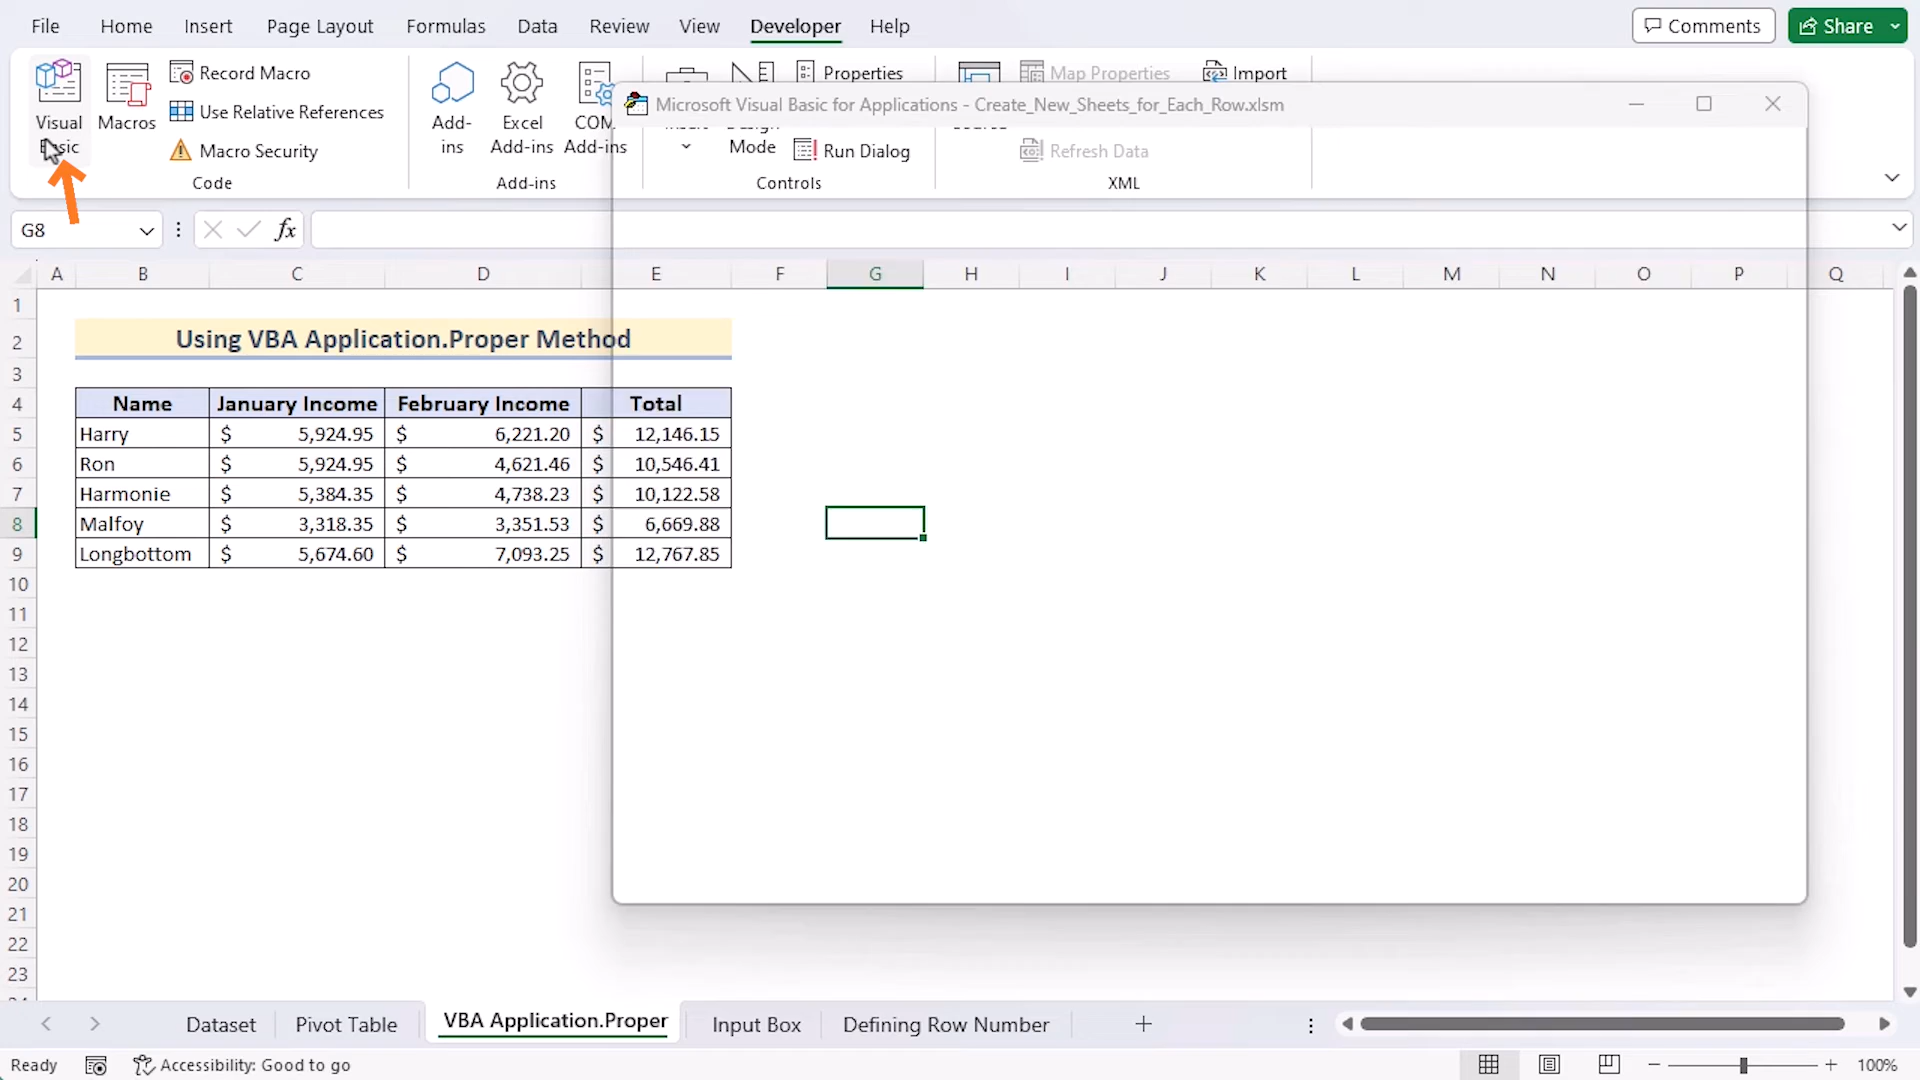 File Home Insert Page Layout Formulas Data Review View Developer Help Comments Share
Visual Basic
Macros
Record Macro
Use Relative References
Macro Security
Code
Add-ins
Excel Add-ins
COM Add-ins
Add-ins
Design Mode
Properties
Run Dialog
Controls
Map Properties
Import
Refresh Data
XML
Microsoft Visual Basic for Applications - Create_New_Sheets_for_Each_Row.xlsm
G8 fx
A B C D E F G H I J K L M N O P Q
1
2 Using VBA Application.Proper Method
3
4 Name January Income February Income Total
5 Harry $ 5,924.95 $ 6,221.20 $ 12,146.15
6 Ron $ 5,924.95 $ 4,621.46 $ 10,546.41
7 Harmonie $ 5,384.35 $ 4,738.23 $ 10,122.58
8 Malfoy $ 3,318.35 $ 3,351.53 $ 6,669.88
9 Longbottom $ 5,674.60 $ 7,093.25 $ 12,767.85
10
11
12
13
14
15
16
17
18
19
20
21
22
23
Dataset Pivot Table VBA Application.Proper Input Box Defining Row Number
Ready Accessibility: Good to go 100%